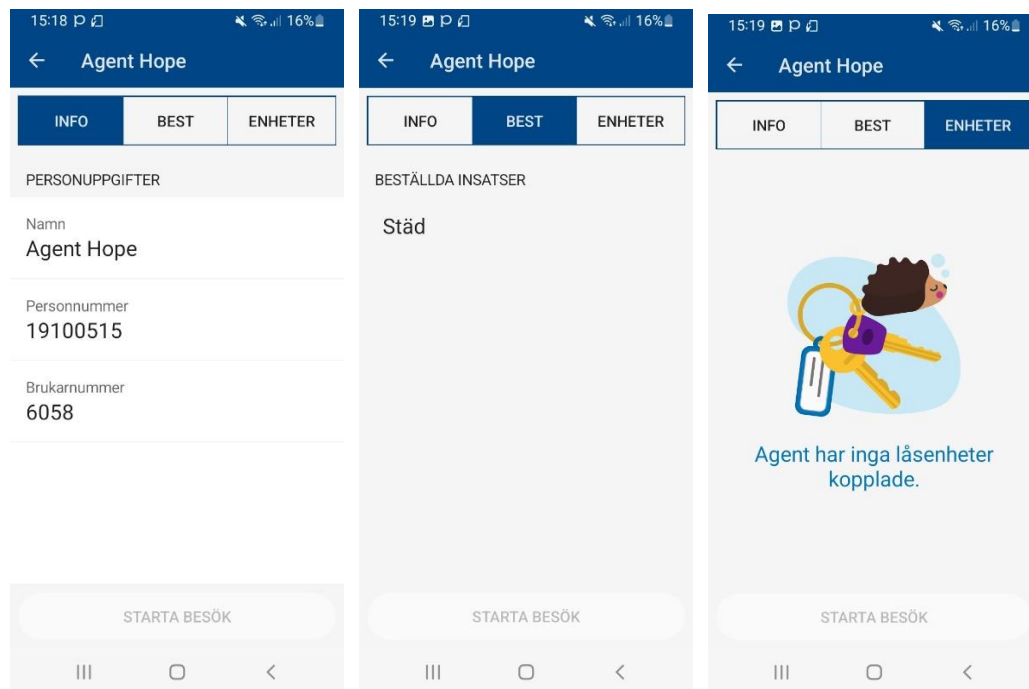 15:18 16%
Agent Hope
INFO BEST ENHETER
PERSONUPPGIFTER
Namn
Agent Hope
Personnummer
19100515
Brukarnummer
6058
STARTA BESÖK
15:19 16%
Agent Hope
INFO BEST ENHETER
BESTÄLLDA INSATSER
Städ
STARTA BESÖK
15:19 16%
Agent Hope
INFO BEST ENHETER
Agent har inga låsenheter
kopplade.
STARTA BESÖK